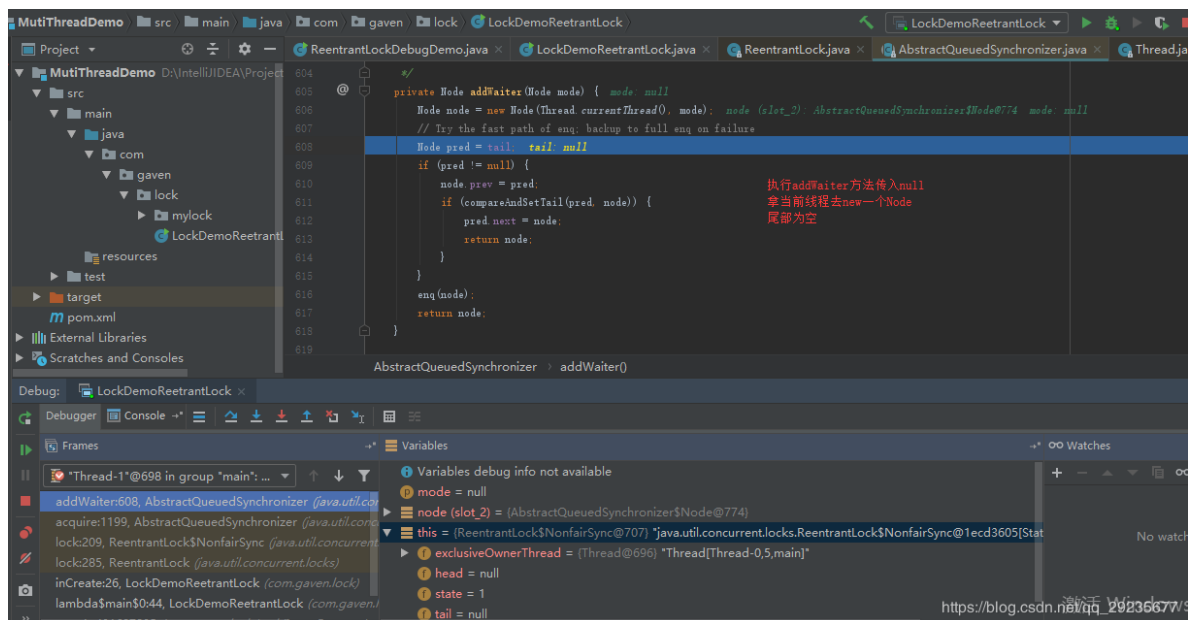 MutiThreadDemo src main java com gaven lock LockDemoReetrantLock LockDemoReetrantLock
Project ReentrantLockDebugDemo.java LockDemoReetrantLock.java ReentrantLock.java AbstractQueuedSynchronizer.java Thread.ja
MutiThreadDemo D:\IntelliJIDEA\Project
src
main
java
com
gaven
lock
mylock
LockDemoReetrantL
resources
test
target
pom.xml
External Libraries
Scratches and Consoles
604 */
605 @ private Node addWaiter(Node mode) { mode: null
606 Node node = new Node(Thread.currentThread(), mode); node (slot_2): AbstractQueuedSynchronizer$Node@774 mode: null
607 // Try the fast path of enq; backup to full enq on failure
608 Node pred = tail; tail: null
609 if (pred != null) {
610 node.prev = pred;
611 if (compareAndSetTail(pred, node)) {
612 pred.next = node;
613 return node;
614 }
615 }
616 enq(node);
617 return node;
618 }
619
执行addWaiter方法传入null
拿当前线程去new一个Node
尾部为空
AbstractQueuedSynchronizer > addWaiter()
Debug: LockDemoReetrantLock
Debugger Console
Frames
"Thread-1"@698 in group "main": ...
addWaiter:608, AbstractQueuedSynchronizer (java.util.con
acquire:1199, AbstractQueuedSynchronizer (java.util.conc
lock:209, ReentrantLock$NonfairSync (java.util.concurrent
lock:285, ReentrantLock (java.util.concurrent.locks)
inCreate:26, LockDemoReetrantLock (com.gaven.lock)
lambda$main$0:44, LockDemoReetrantLock (com.gaven.l
Variables
Variables debug info not available
mode = null
node (slot_2) = {AbstractQueuedSynchronizer$Node@774}
this = {ReentrantLock$NonfairSync@707} "java.util.concurrent.locks.ReentrantLock$NonfairSync@1ecd3605[Stat
exclusiveOwnerThread = {Thread@696} "Thread[Thread-0,5,main]"
head = null
state = 1
tail = null
Watches
No watch
激活 Windows
https://blog.csdn.net/qq_29235677